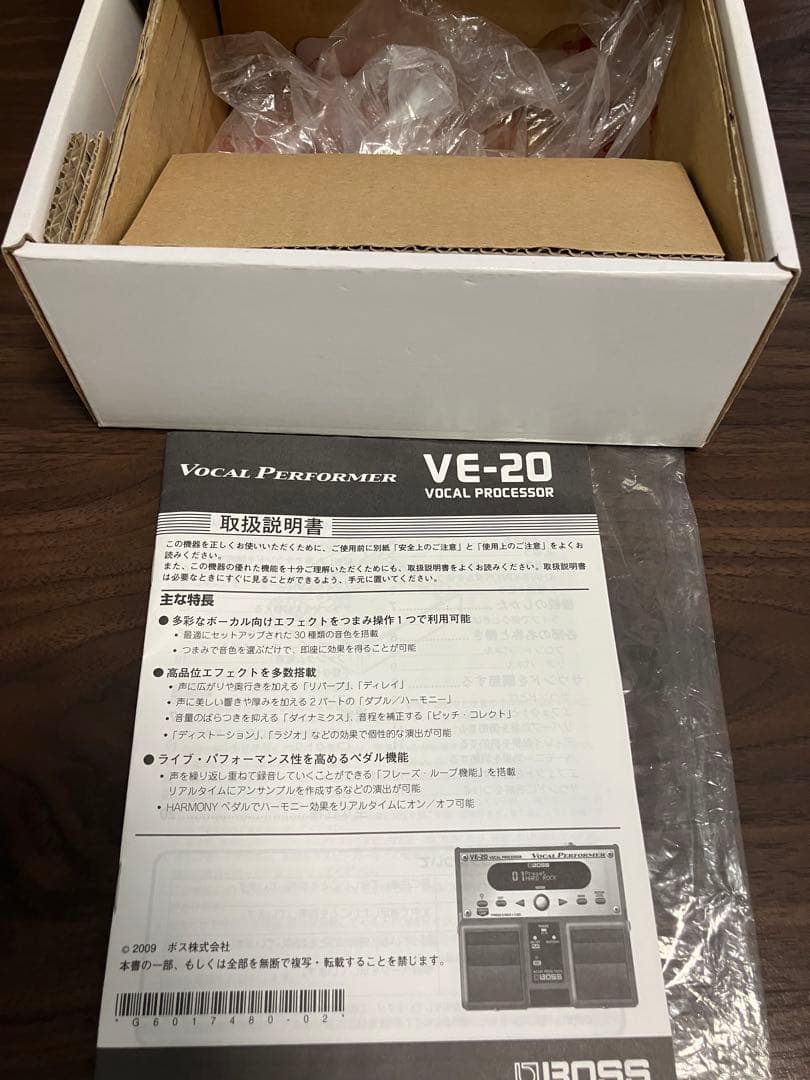 VOCAL PERFORMER
VE-20
VOCAL PROCESSOR
取扱説明書
この機器を正しくお使いいただくために、ご使用前に別紙「安全上のご注意」と「使用上のご注意」をよくお
読みください。
また、この機器の優れた機能を十分ご理解いただくためにも、取扱説明書をよくお読みください。取扱説明書
は必要なときにすぐに見ることができるよう、手元に置いてください。
主な特長
● 多彩なボーカル向けエフェクトをつまみ操作1つで利用可能
• 最適にセットアップされた 30 種類の音色を搭載
• つまみで音色を選ぶだけで、即座に効果を得ることが可能
● 高品位エフェクトを多数搭載
• 声に広がりや奥行きを加える「リバーブ」、「ディレイ」
• 声に美しい響きや厚みを加える 2 パートの「ダブル／ハーモニー」
• 音量のばらつきを抑える「ダイナミクス」、音程を補正する「ピッチ・コレクト」
• 「ディストーション」、「ラジオ」などの効果で個性的な演出が可能
● ライブ・パフォーマンス性を高めるペダル機能
• 声を繰り返し重ねて録音していくことができる「フレーズ・ループ機能」を搭載
リアルタイムにアンサンブルを作成するなどの演出が可能
• HARMONY ペダルでハーモニー効果をリアルタイムにオン／オフ可能
VE-20 VOCAL PROCESSOR VOCAL PERFORMER
BOSS
01 Preset
HARD ROCK
BOSS
© 2009 ボス株式会社
本書の一部、もしくは全部を無断で複写・転載することを禁じます。
*G6017480-02*
BOSS